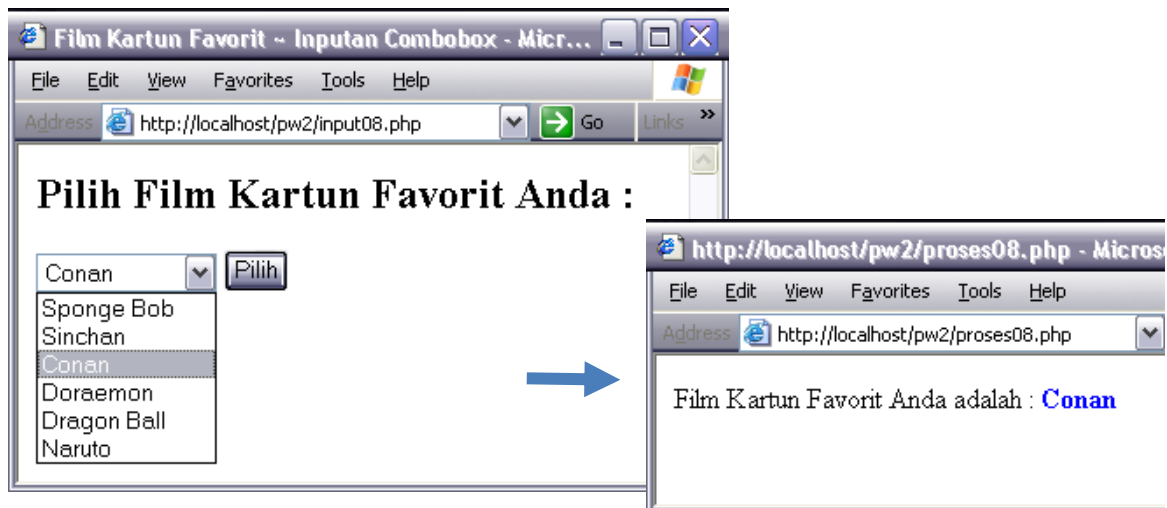 Film Kartun Favorit ~ Inputan Combobox - Micr...
File Edit View Favorites Tools Help
Address http://localhost/pw2/input08.php Go Links »
Pilih Film Kartun Favorit Anda :
Conan Pilih
Sponge Bob
Sinchan
Conan
Doraemon
Dragon Ball
Naruto
http://localhost/pw2/proses08.php - Micros
File Edit View Favorites Tools Help
Address http://localhost/pw2/proses08.php
Film Kartun Favorit Anda adalah : Conan